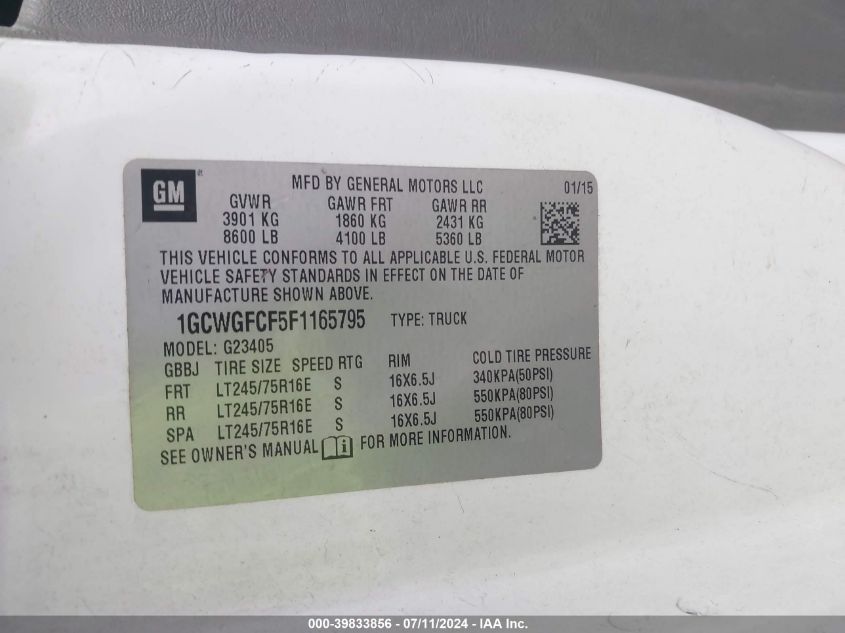 GM
MFD BY GENERAL MOTORS LLC 01/15
GVWR GAWR FRT GAWR RR
3901 KG 1860 KG 2431 KG
8600 LB 4100 LB 5360 LB
THIS VEHICLE CONFORMS TO ALL APPLICABLE U.S. FEDERAL MOTOR
VEHICLE SAFETY STANDARDS IN EFFECT ON THE DATE OF
MANUFACTURE SHOWN ABOVE.
1GCWGFCF5F1165795 TYPE: TRUCK
MODEL: G23405
GBBJ TIRE SIZE SPEED RTG RIM COLD TIRE PRESSURE
FRT LT245/75R16E S 16X6.5J 340KPA(50PSI)
RR LT245/75R16E S 16X6.5J 550KPA(80PSI)
SPA LT245/75R16E S 16X6.5J 550KPA(80PSI)
SEE OWNER'S MANUAL i FOR MORE INFORMATION.
000-39833856 - 07/11/2024 - IAA Inc.